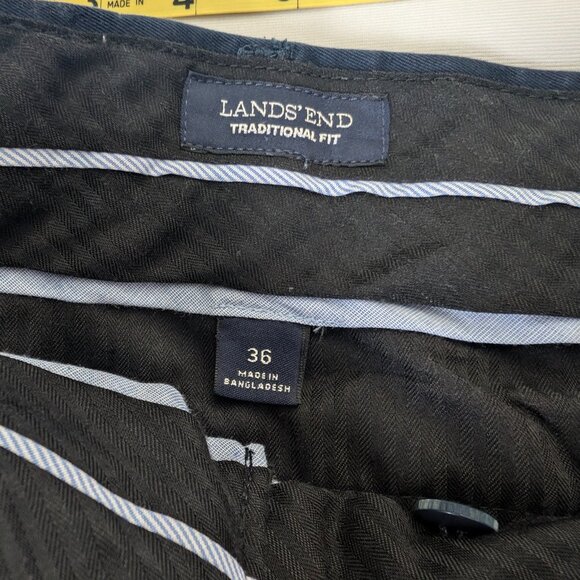 MADE IN 4
LANDS' END
TRADITIONAL FIT
36
MADE IN
BANGLADESH